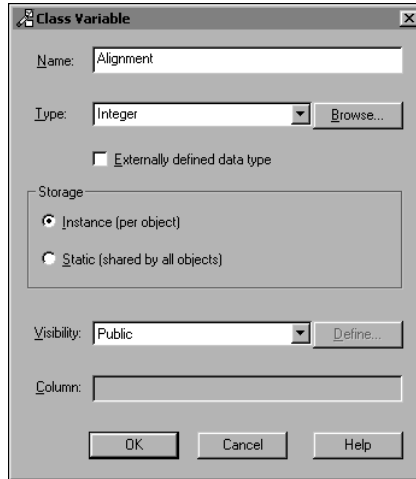 Class Variable
Name: Alignment
Type: Integer Browse...
Externally defined data type
Storage
Instance (per object)
Static (shared by all objects)
Visibility: Public Define...
Column:
OK Cancel Help